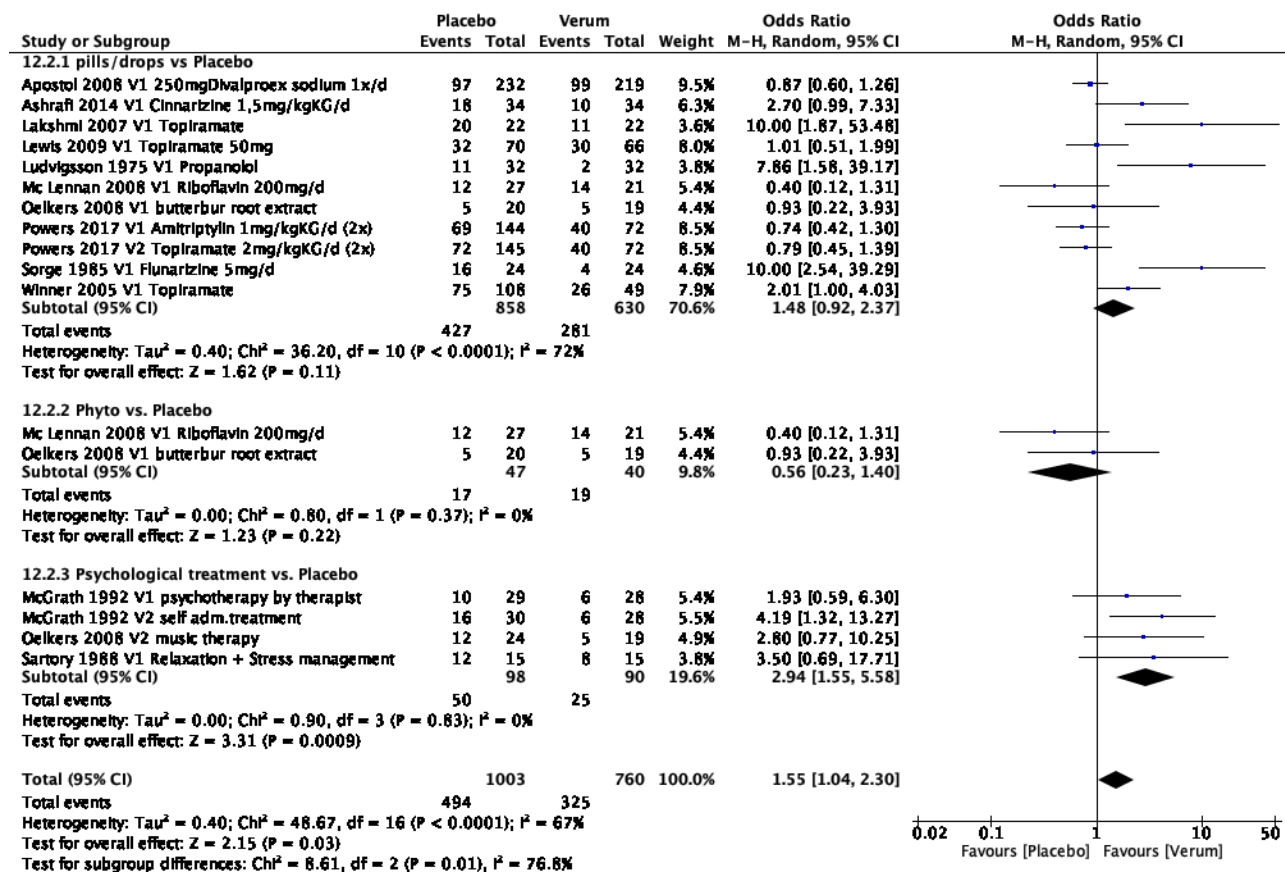 Placebo Verum Odds Ratio Odds Ratio
Study or Subgroup Events Total Events Total Weight M-H, Random, 95% CI M-H, Random, 95% CI
12.2.1 pills/drops vs Placebo
Apostol 2008 V1 250mgDivalproex sodium 1x/d 97 232 99 219 9.5% 0.87 [0.60, 1.26]
Ashrafi 2014 V1 Cinnarizine 1,5mg/kgKG/d 18 34 10 34 6.3% 2.70 [0.99, 7.33]
Lakshmi 2007 V1 Topiramate 20 22 11 22 3.6% 10.00 [1.87, 53.48]
Lewis 2009 V1 Topiramate 50mg 32 70 30 66 8.0% 1.01 [0.51, 1.99]
Ludvigsson 1975 V1 Propanolol 11 32 2 32 3.8% 7.86 [1.58, 39.17]
Mc Lennan 2008 V1 Riboflavin 200mg/d 12 27 14 21 5.4% 0.40 [0.12, 1.31]
Oelkers 2008 V1 butterbur root extract 5 20 5 19 4.4% 0.93 [0.22, 3.93]
Powers 2017 V1 Amitriptylin 1mg/kgKG/d (2x) 69 144 40 72 8.5% 0.74 [0.42, 1.30]
Powers 2017 V2 Topiramate 2mg/kgKG/d (2x) 72 145 40 72 8.5% 0.79 [0.45, 1.39]
Sorge 1985 V1 Flunarizine 5mg/d 16 24 4 24 4.6% 10.00 [2.54, 39.29]
Winner 2005 V1 Topiramate 75 108 26 49 7.9% 2.01 [1.00, 4.03]
Subtotal (95% CI) 858 630 70.6% 1.48 [0.92, 2.37]
Total events 427 281
Heterogeneity: Tau² = 0.40; Chi² = 36.20, df = 10 (P < 0.0001); I² = 72%
Test for overall effect: Z = 1.62 (P = 0.11)
12.2.2 Phyto vs. Placebo
Mc Lennan 2008 V1 Riboflavin 200mg/d 12 27 14 21 5.4% 0.40 [0.12, 1.31]
Oelkers 2008 V1 butterbur root extract 5 20 5 19 4.4% 0.93 [0.22, 3.93]
Subtotal (95% CI) 47 40 9.8% 0.56 [0.23, 1.40]
Total events 17 19
Heterogeneity: Tau² = 0.00; Chi² = 0.80, df = 1 (P = 0.37); I² = 0%
Test for overall effect: Z = 1.23 (P = 0.22)
12.2.3 Psychological treatment vs. Placebo
McGrath 1992 V1 psychotherapy by therapist 10 29 6 28 5.4% 1.93 [0.59, 6.30]
McGrath 1992 V2 self adm.treatment 16 30 6 28 5.5% 4.19 [1.32, 13.27]
Oelkers 2008 V2 music therapy 12 24 5 19 4.9% 2.80 [0.77, 10.25]
Sartory 1988 V1 Relaxation + Stress management 12 15 8 15 3.8% 3.50 [0.69, 17.71]
Subtotal (95% CI) 98 90 19.6% 2.94 [1.55, 5.58]
Total events 50 25
Heterogeneity: Tau² = 0.00; Chi² = 0.90, df = 3 (P = 0.83); I² = 0%
Test for overall effect: Z = 3.31 (P = 0.0009)
Total (95% CI) 1003 760 100.0% 1.55 [1.04, 2.30]
Total events 494 325
Heterogeneity: Tau² = 0.40; Chi² = 48.67, df = 16 (P < 0.0001); I² = 67%
Test for overall effect: Z = 2.15 (P = 0.03)
Test for subgroup differences: Chi² = 8.61, df = 2 (P = 0.01), I² = 76.8%
0.02 0.1 1 10 50
Favours [Placebo] Favours [Verum]